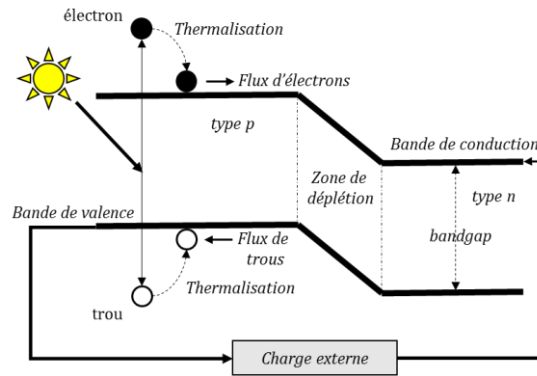 électron
Thermalisation
Flux d'électrons
type p
Bande de conduction
Zone de
déplétion
type n
Bande de valence
bandgap
Flux de
trous
Thermalisation
trou
Charge externe